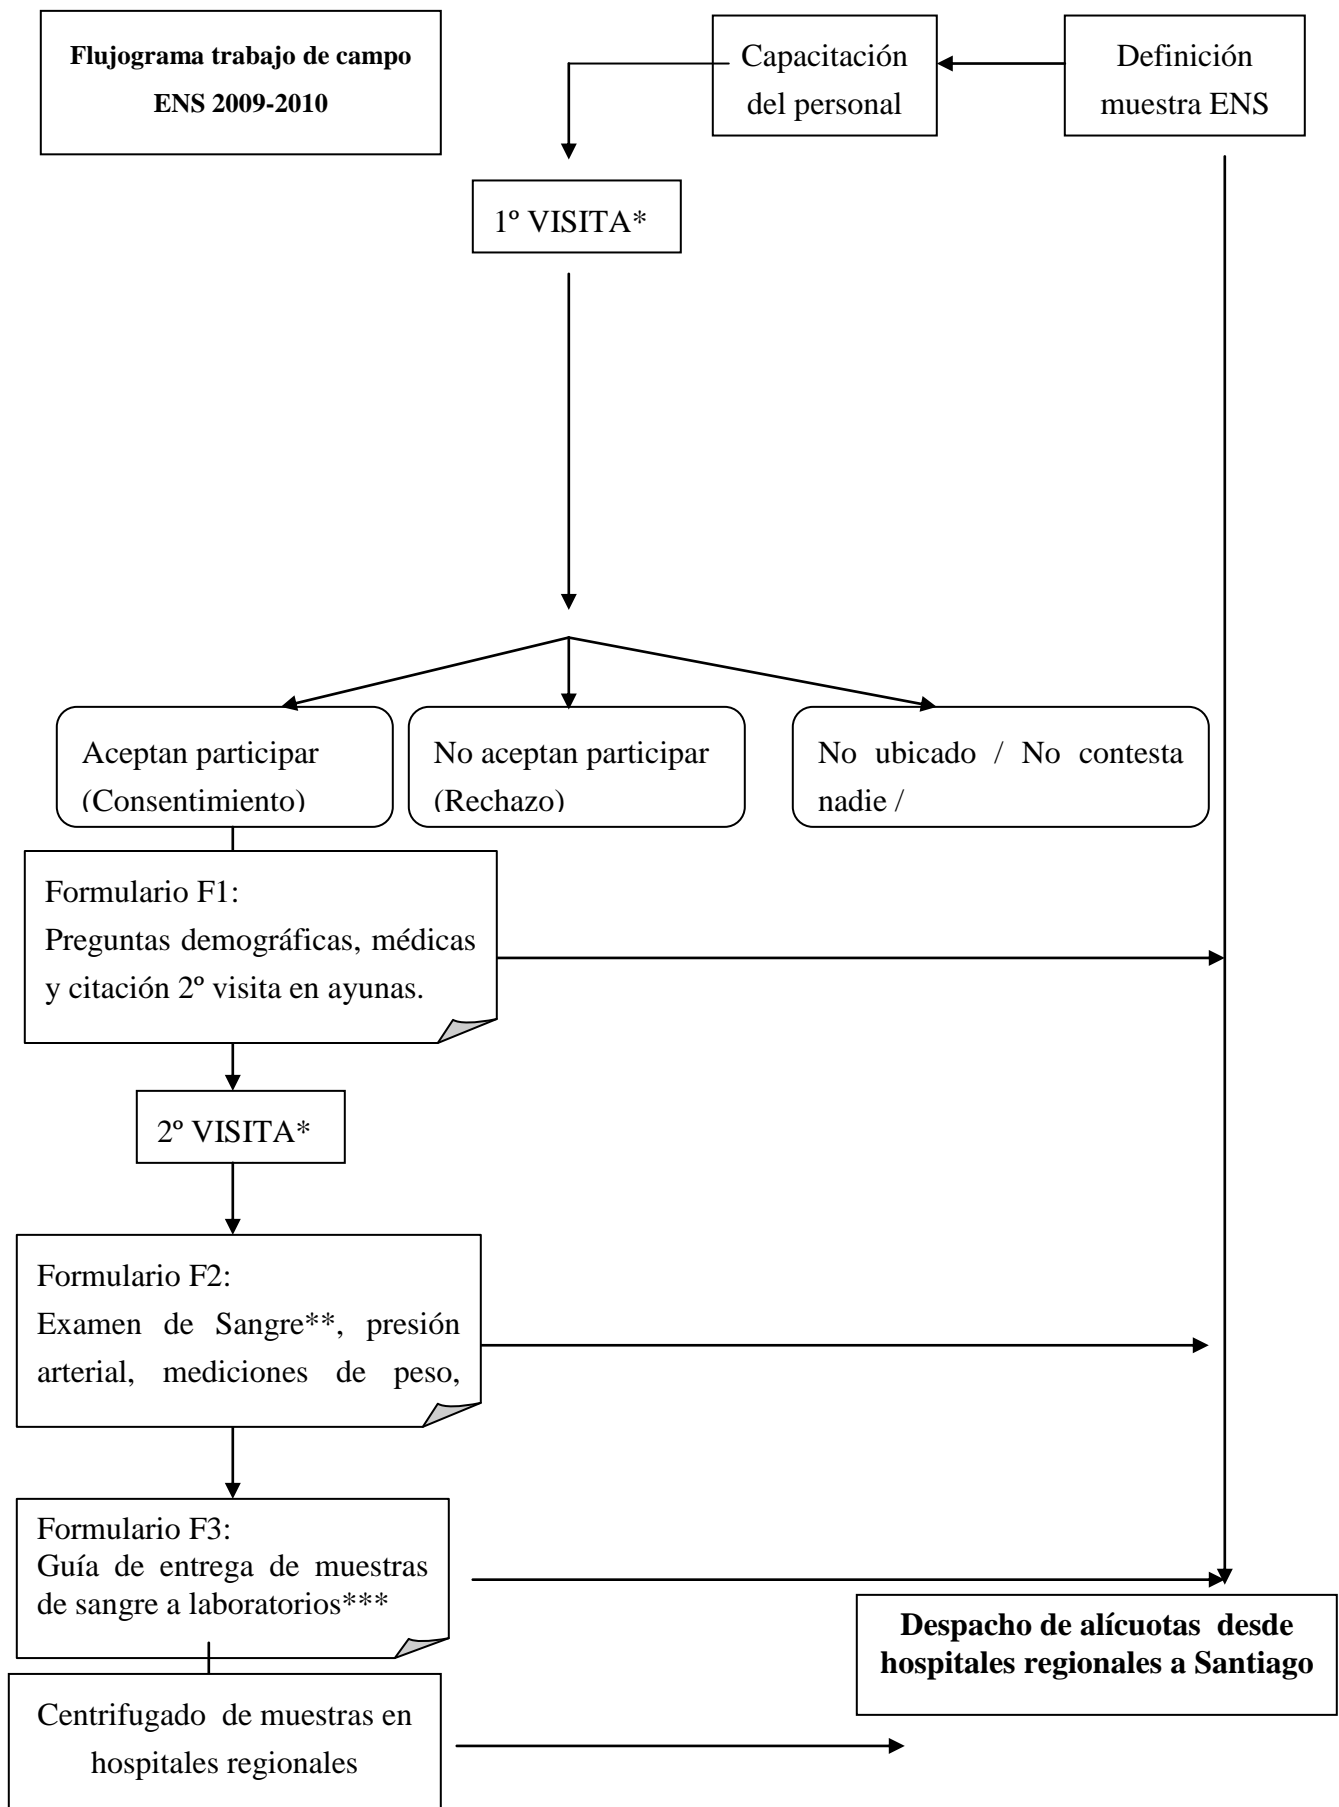 Flujograma trabajo de campo
ENS 2009-2010
Capacitación
del personal
Definición
muestra ENS
1º VISITA*
Aceptan participar
(Consentimiento)
No aceptan participar
(Rechazo)
No ubicado / No contesta
nadie /
Formulario F1:
Preguntas demográficas, médicas
y citación 2º visita en ayunas.
2º VISITA*
Formulario F2:
Examen de Sangre**, presión
arterial, mediciones de peso,
Formulario F3:
Guía de entrega de muestras
de sangre a laboratorios***
Despacho de alícuotas desde
hospitales regionales a Santiago
Centrifugado de muestras en
hospitales regionales